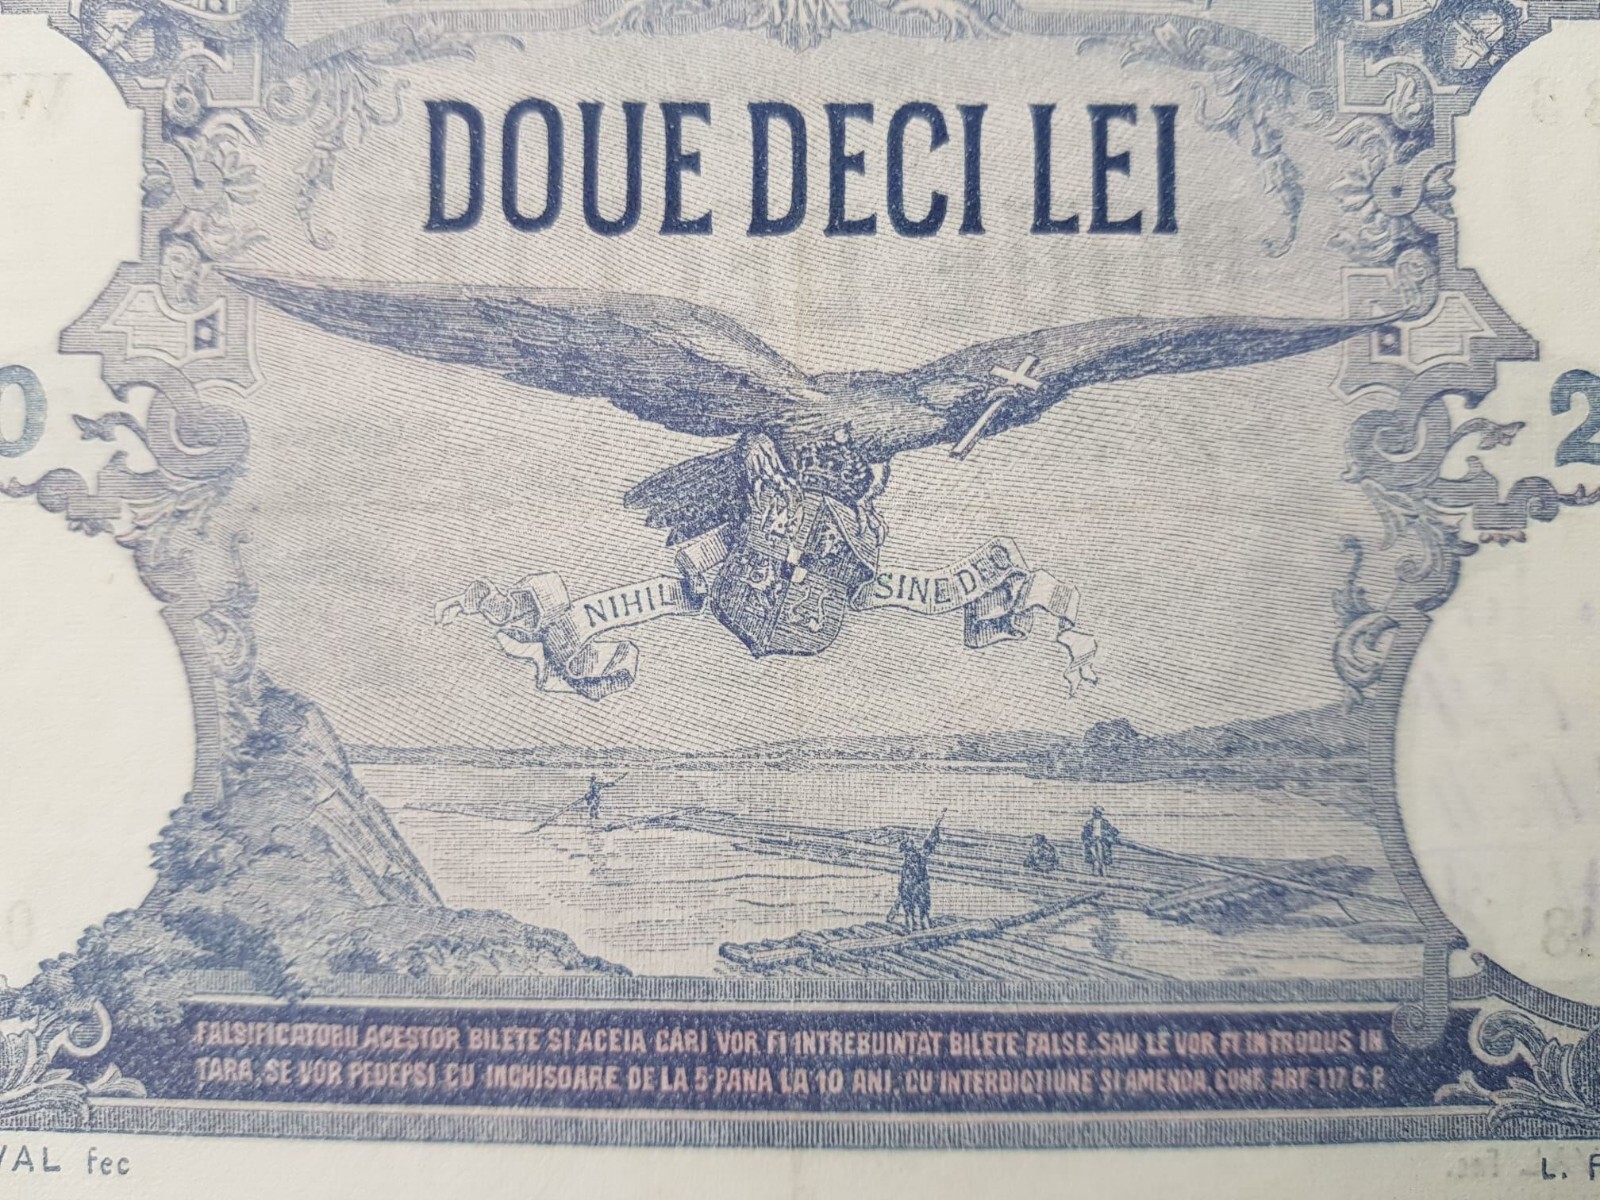 DOUE DECI LEI
0
2
NIHIL SINE DEO
FALSIFICATORII ACESTOR BILETE SI ACEIA CARI VOR FI INTREBUINTAT BILETE FALSE, SAU LE VOR FI INTRODUS IN
TARA, SE VOR PEDEPSI CU INCHISOARE DE LA 5 PANA LA 10 ANI, CU INTERDICTIUNE SI AMENDA CONF. ART 117 C.P.
VAL fec
L. F